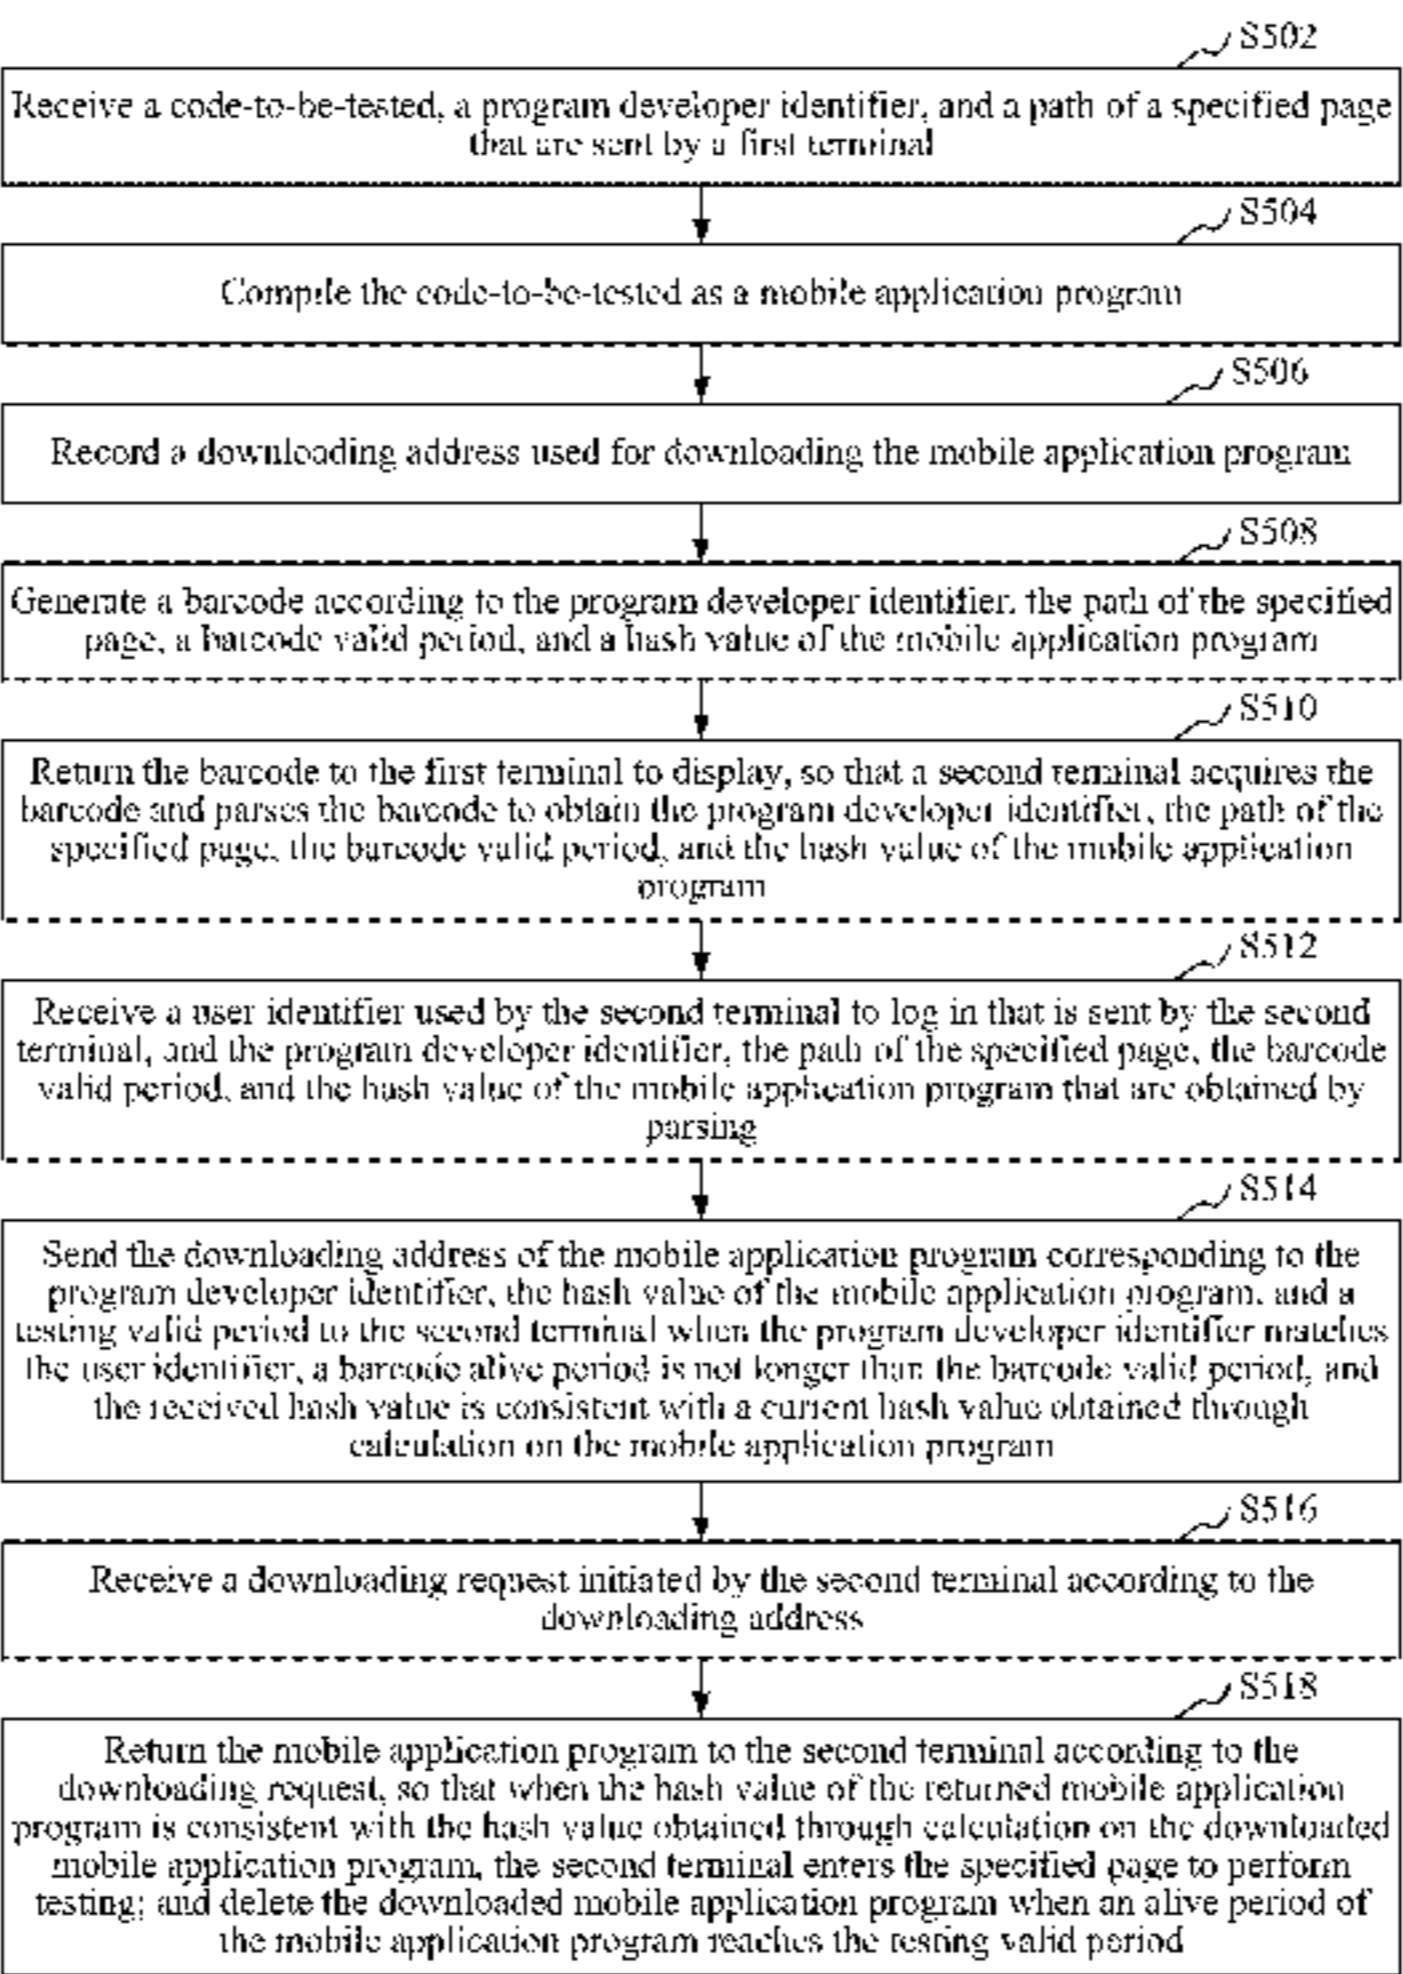 S502
Receive a code-to-be-tested, a program developer identifier, and a path of a specified page
that are sent by a first terminal
S504
Compile the code-to-be-tested as a mobile application program
S506
Record a downloading address used for downloading the mobile application program
S508
Generate a barcode according to the program developer identifier, the path of the specified
page, a barcode valid period, and a hash value of the mobile application program
S510
Return the barcode to the first terminal to display, so that a second terminal acquires the
barcode and parses the barcode to obtain the program developer identifier, the path of the
specified page, the barcode valid period, and the hash value of the mobile application
program
S512
Receive a user identifier used by the second terminal to log in that is sent by the second
terminal, and the program developer identifier, the path of the specified page, the barcode
valid period, and the hash value of the mobile application program that are obtained by
parsing
S514
Send the downloading address of the mobile application program corresponding to the
program developer identifier, the hash value of the mobile application program, and a
testing valid period to the second terminal when the program developer identifier matches
the user identifier, a barcode alive period is not longer than the barcode valid period, and
the received hash value is consistent with a current hash value obtained through
calculation on the mobile application program
S516
Receive a downloading request initiated by the second terminal according to the
downloading address
S518
Return the mobile application program to the second terminal according to the
downloading request, so that when the hash value of the returned mobile application
program is consistent with the hash value obtained through calculation on the downloaded
mobile application program, the second terminal enters the specified page to perform
testing; and delete the downloaded mobile application program when an alive period of
the mobile application program reaches the testing valid period